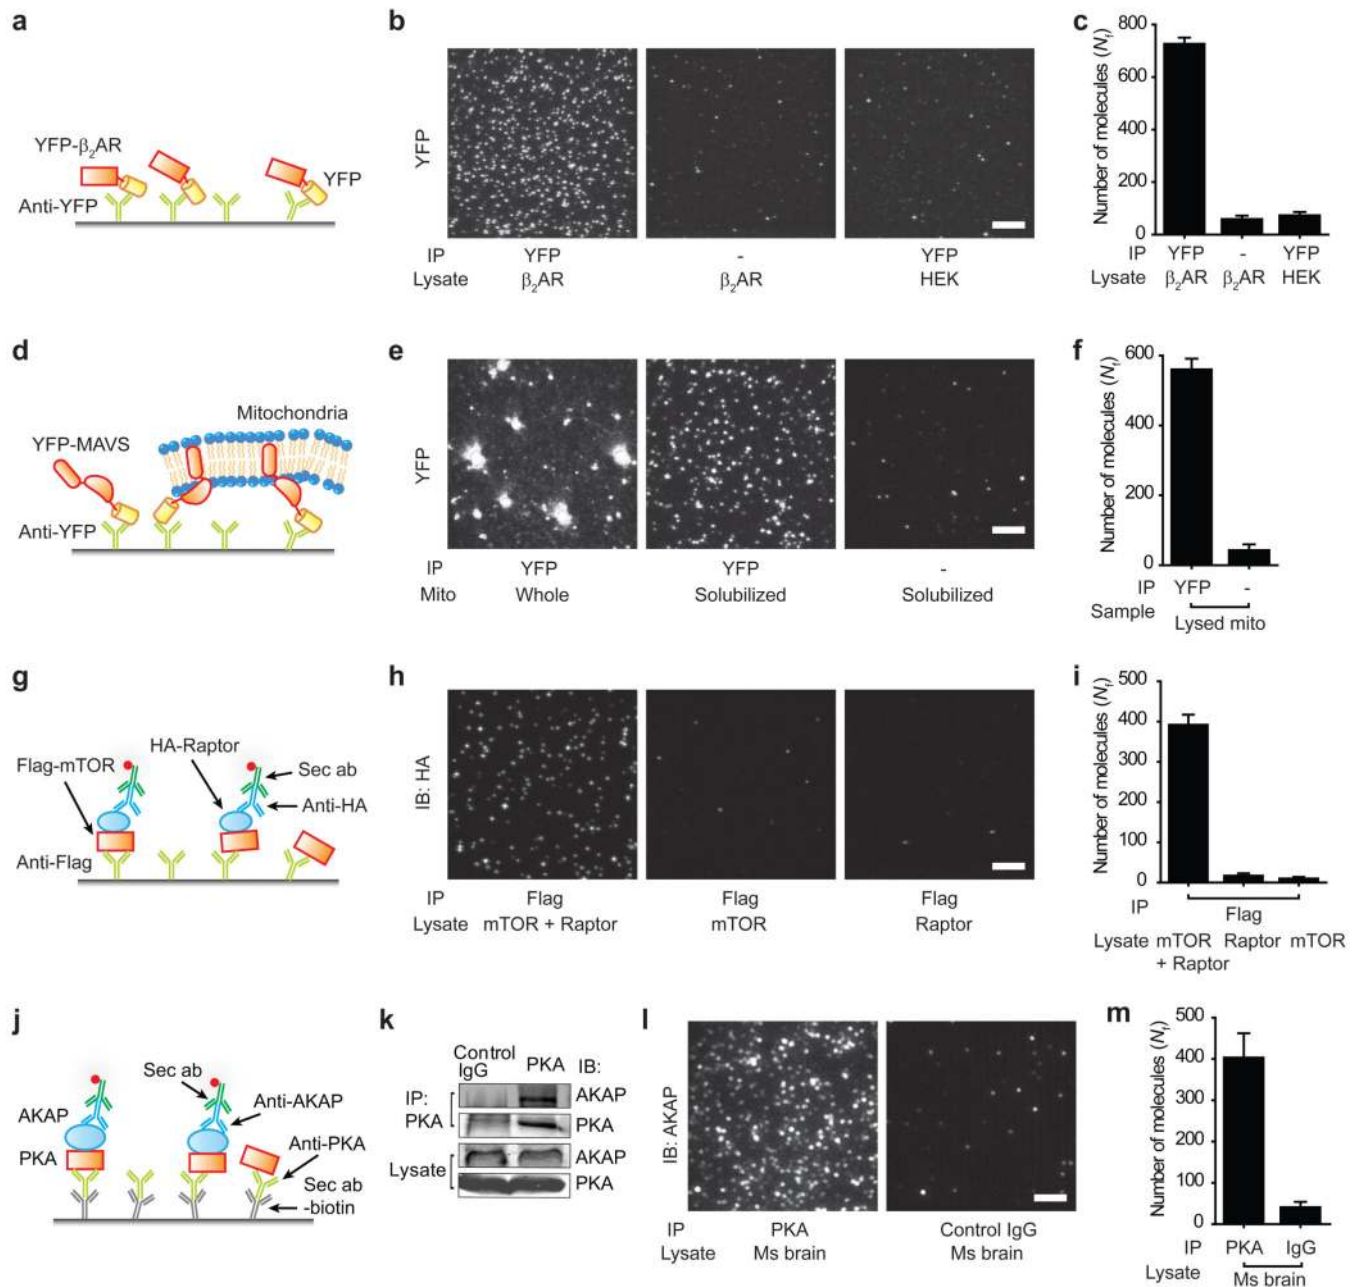 a
YFP-β2AR
YFP
Anti-YFP
b
YFP
IP YFP - YFP
Lysate β2AR β2AR HEK
c
Number of molecules (Nf)
800
600
400
200
0
IP YFP - YFP
Lysate β2AR β2AR HEK
d
Mitochondria
YFP-MAVS
Anti-YFP
e
YFP
IP YFP YFP -
Mito Whole Solubilized Solubilized
f
Number of molecules (Nf)
600
400
200
0
IP YFP -
Sample
Lysed mito
g
HA-Raptor
Flag-mTOR
Sec ab
Anti-HA
Anti-Flag
h
IB: HA
IP Flag Flag Flag
Lysate mTOR + Raptor mTOR Raptor
i
Number of molecules (Nf)
500
400
300
200
100
0
IP
Flag
Lysate mTOR Raptor mTOR
+ Raptor
j
Sec ab
AKAP
Anti-AKAP
PKA
Anti-PKA
Sec ab
-biotin
k
Control
IgG PKA IB:
IP: AKAP
PKA PKA
Lysate AKAP
PKA
l
IB: AKAP
IP PKA Control IgG
Lysate Ms brain Ms brain
m
Number of molecules (Nf)
500
400
300
200
100
0
IP PKA IgG
Lysate
Ms brain